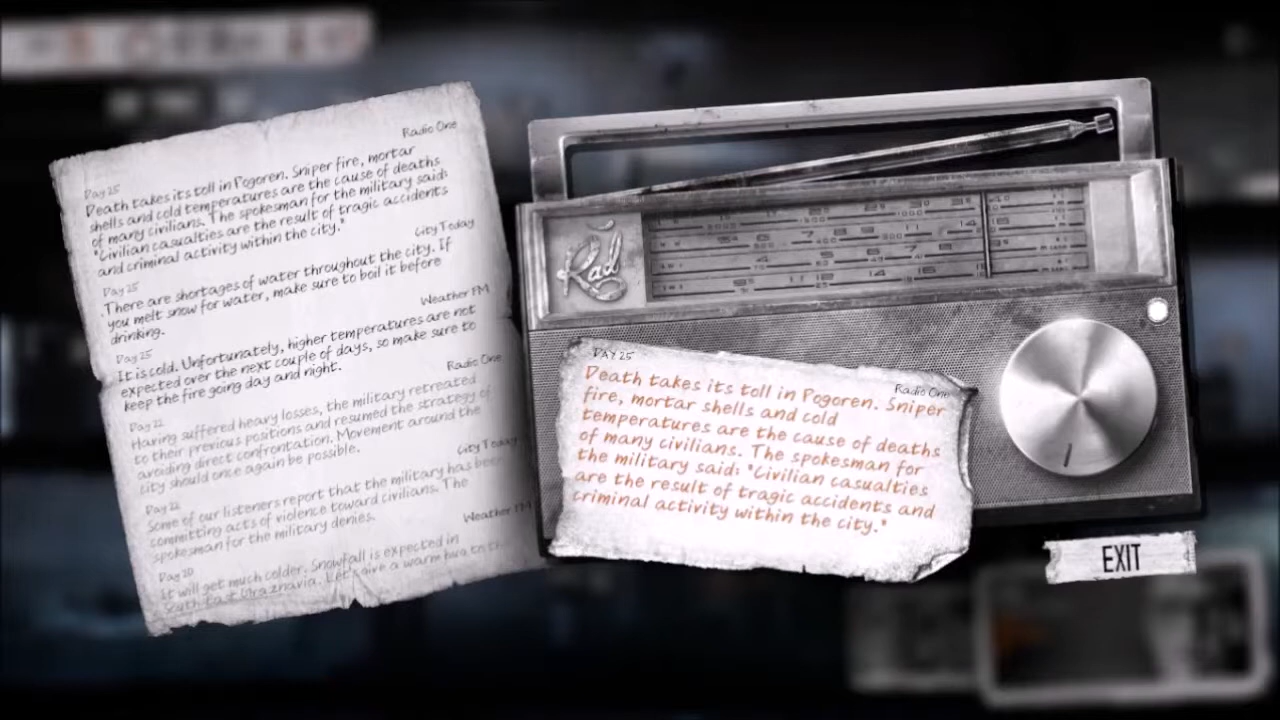 Radio One
Day 25
Death takes its toll in Pogoren. Sniper fire, mortar
shells and cold temperatures are the cause of deaths
of many civilians. The spokesman for the military said:
"Civilian casualties are the result of tragic accidents
and criminal activity within the city."
City Today
Day 25
There are shortages of water throughout the city. If
you melt snow for water, make sure to boil it before
drinking.
Weather FM
Day 25
It is cold. Unfortunately, higher temperatures are not
expected over the next couple of days, so make sure to
keep the fire going day and night.
Radio One
Day 22
Having suffered heavy losses, the military retreated
to their previous positions and resumed the strategy of
avoiding direct confrontation. Movement around the
city should once again be possible.
City Today
Day 22
Some of our listeners report that the military has been
committing acts of violence toward civilians. The
spokesman for the military denies.
Weather FM
Day 20
It will get much colder. Snowfall is expected in
South East Graznavia. Let's give a warm
Rad
DAY 25
Radio One
Death takes its toll in Pogoren. Sniper
fire, mortar shells and cold
temperatures are the cause of deaths
of many civilians. The spokesman for
the military said: "Civilian casualties
are the result of tragic accidents and
criminal activity within the city."
EXIT